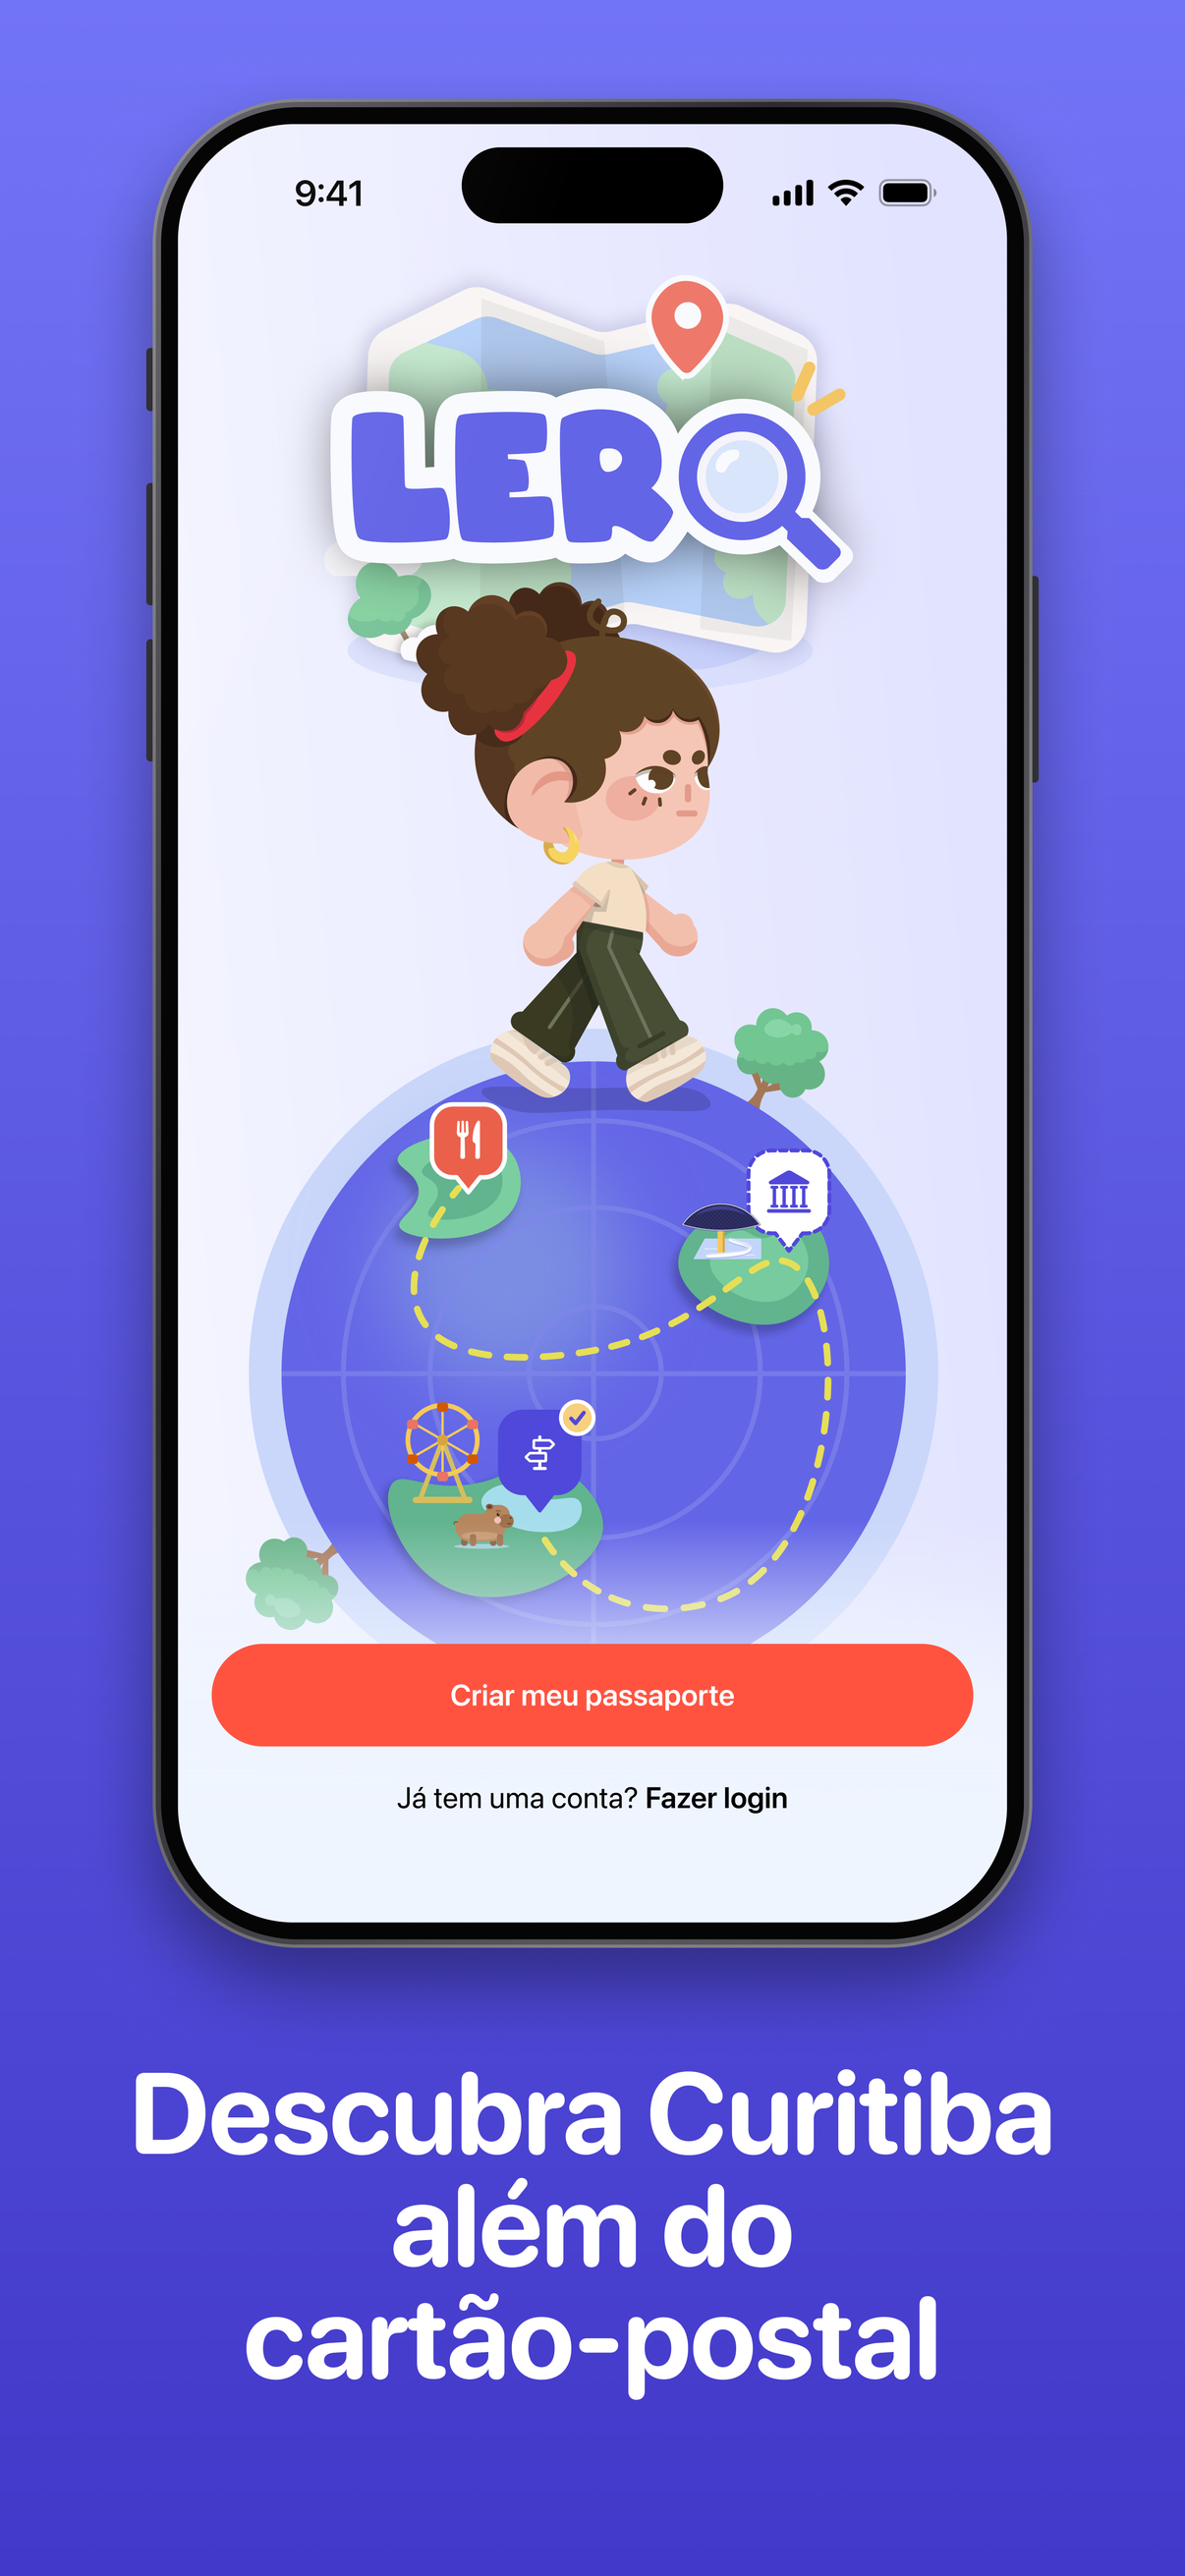 9:41
LERO
Criar meu passaporte
Já tem uma conta? Fazer login
Descubra Curitiba
além do
cartão-postal